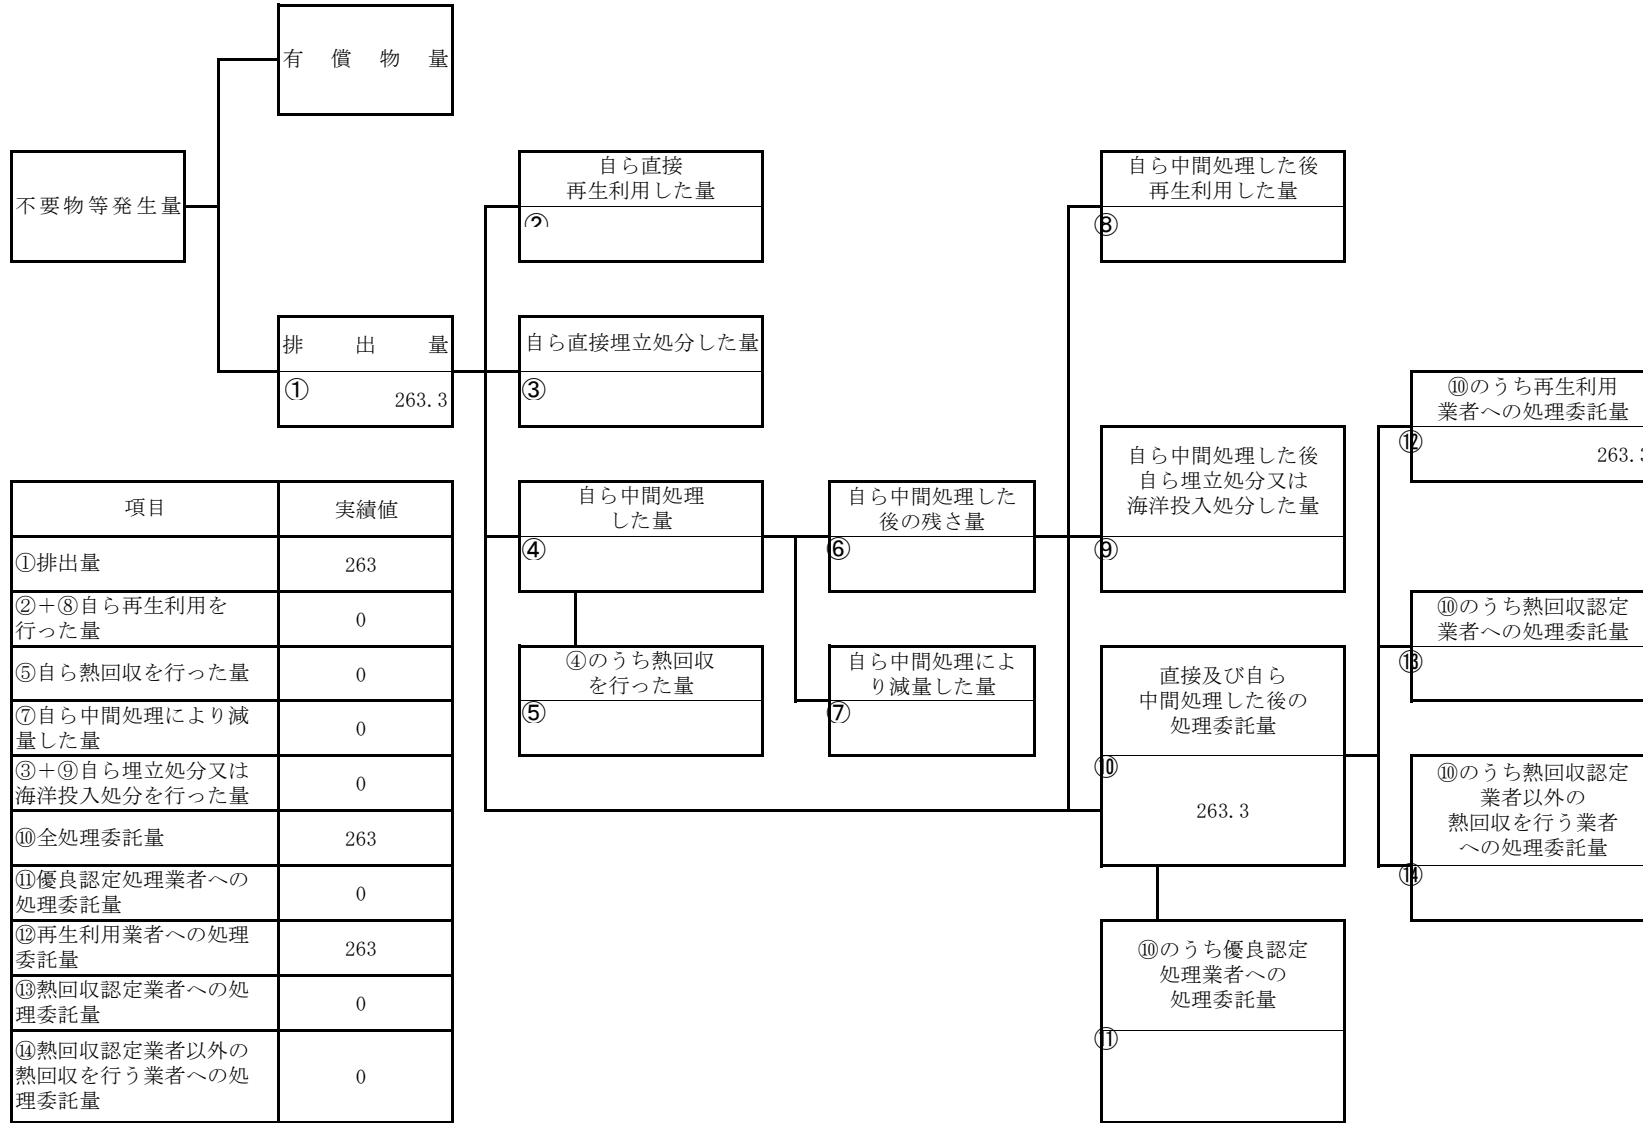 有償物量
不要物等発生量
自ら直接
再生利用した量
②
自ら中間処理した後
再生利用した量
⑧
排出量
①
263.3
自ら直接埋立処分した量
③
⑩のうち再生利用
業者への処理委託量
⑫
263.3
自ら中間処理した後
自ら埋立処分又は
海洋投入処分した量
⑨
自ら中間処理
した量
④
自ら中間処理した
後の残さ量
⑥
⑩のうち熱回収認定
業者への処理委託量
⑬
④のうち熱回収
を行った量
⑤
自ら中間処理によ
り減量した量
⑦
直接及び自ら
中間処理した後の
処理委託量
⑩
263.3
⑩のうち熱回収認定
業者以外の
熱回収を行う業者
への処理委託量
⑭
⑩のうち優良認定
処理業者への
処理委託量
⑪
項目 実績値
①排出量 263
②＋⑧自ら再生利用を
行った量 0
⑤自ら熱回収を行った量 0
⑦自ら中間処理により減
量した量 0
③＋⑨自ら埋立処分又は
海洋投入処分を行った量 0
⑩全処理委託量 263
⑪優良認定処理業者への
処理委託量 0
⑫再生利用業者への処理
委託量 263
⑬熱回収認定業者への処
理委託量 0
⑭熱回収認定業者以外の
熱回収を行う業者への処
理委託量 0